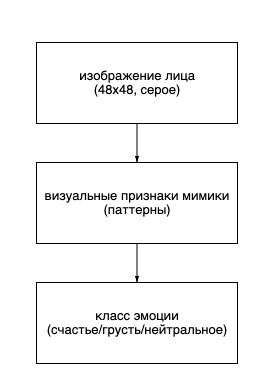 изображение лица
(48x48, серое)
визуальные признаки мимики
(паттерны)
класс эмоции
(счастье/грусть/нейтральное)